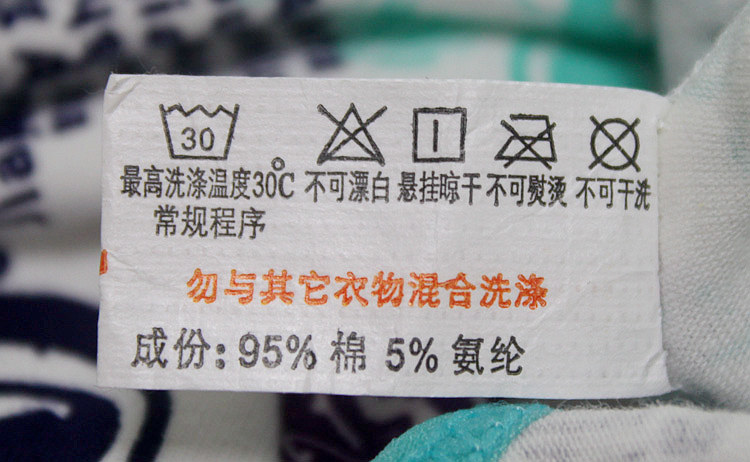 30
最高洗涤温度30℃ 不可漂白 悬挂晾干 不可熨烫 不可干洗
常规程序
勿与其它衣物混合洗涤
成份: 95% 棉 5% 氨纶